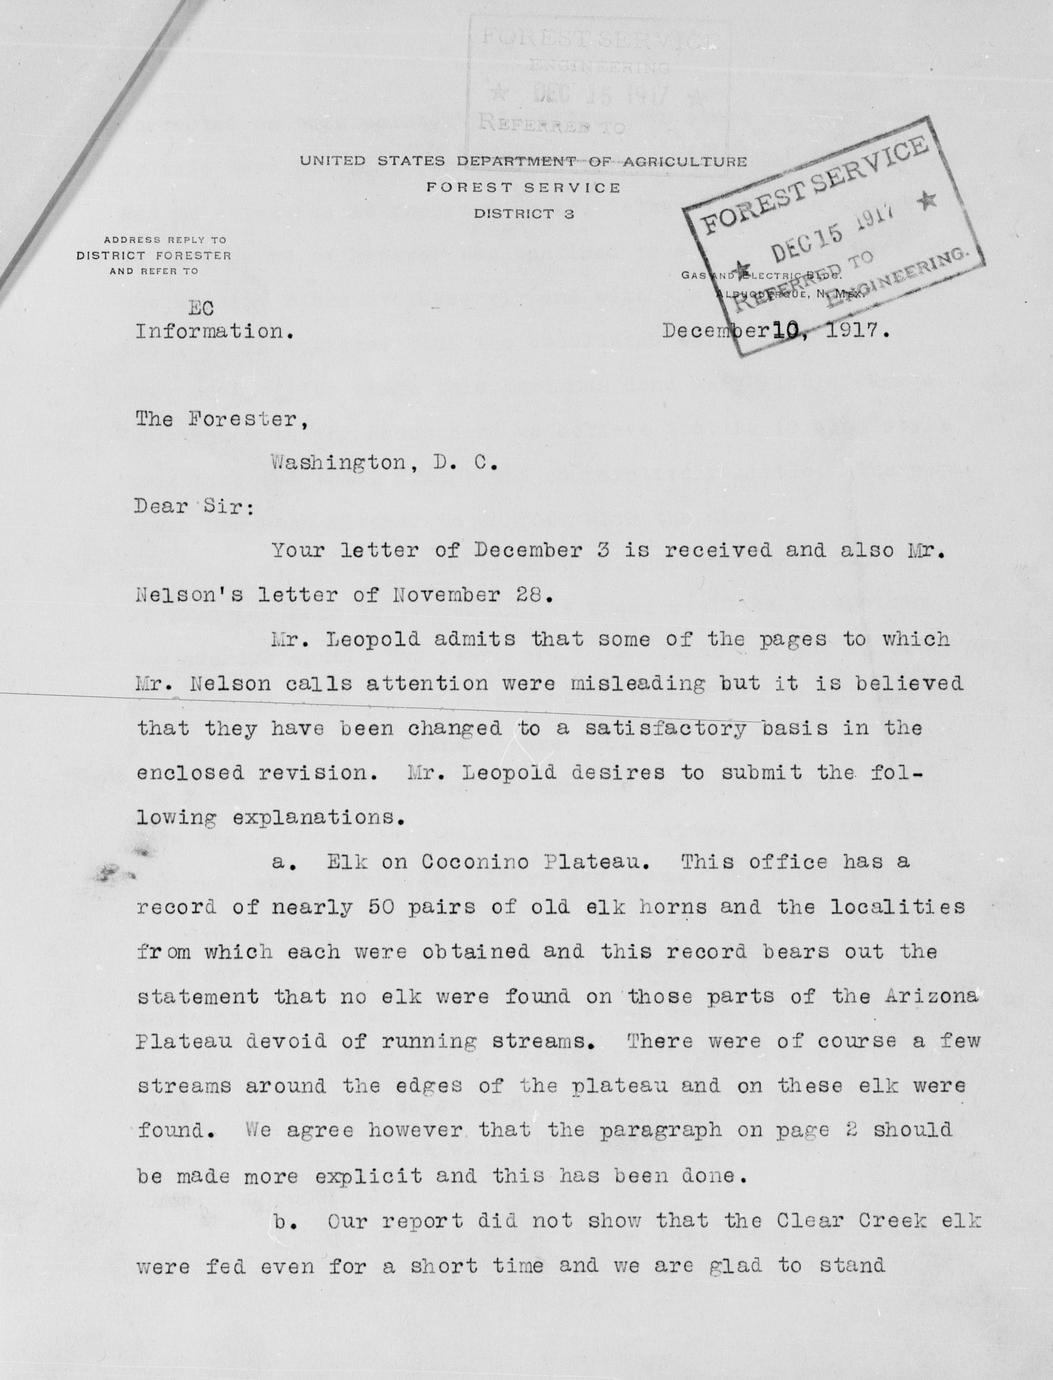 FOREST SERVICE
ENGINEERING
★ DEC 15 1917 ★
REFERRED TO
UNITED STATES DEPARTMENT OF AGRICULTURE
FOREST SERVICE
DISTRICT 3
FOREST SERVICE
★ DEC 15 1917 ★
REFERRED TO
ENGINEERING.
ADDRESS REPLY TO
DISTRICT FORESTER
AND REFER TO
GAS AND ELECTRIC BLDG.
ALBUQUERQUE, N. MEX.
EC
Information.
December 10, 1917.
The Forester,
Washington, D. C.
Dear Sir:
Your letter of December 3 is received and also Mr.
Nelson's letter of November 28.
Mr. Leopold admits that some of the pages to which
Mr. Nelson calls attention were misleading but it is believed
that they have been changed to a satisfactory basis in the
enclosed revision. Mr. Leopold desires to submit the fol-
lowing explanations.
a. Elk on Coconino Plateau. This office has a
record of nearly 50 pairs of old elk horns and the localities
from which each were obtained and this record bears out the
statement that no elk were found on those parts of the Arizona
Plateau devoid of running streams. There were of course a few
streams around the edges of the plateau and on these elk were
found. We agree however that the paragraph on page 2 should
be made more explicit and this has been done.
b. Our report did not show that the Clear Creek elk
were fed even for a short time and we are glad to stand